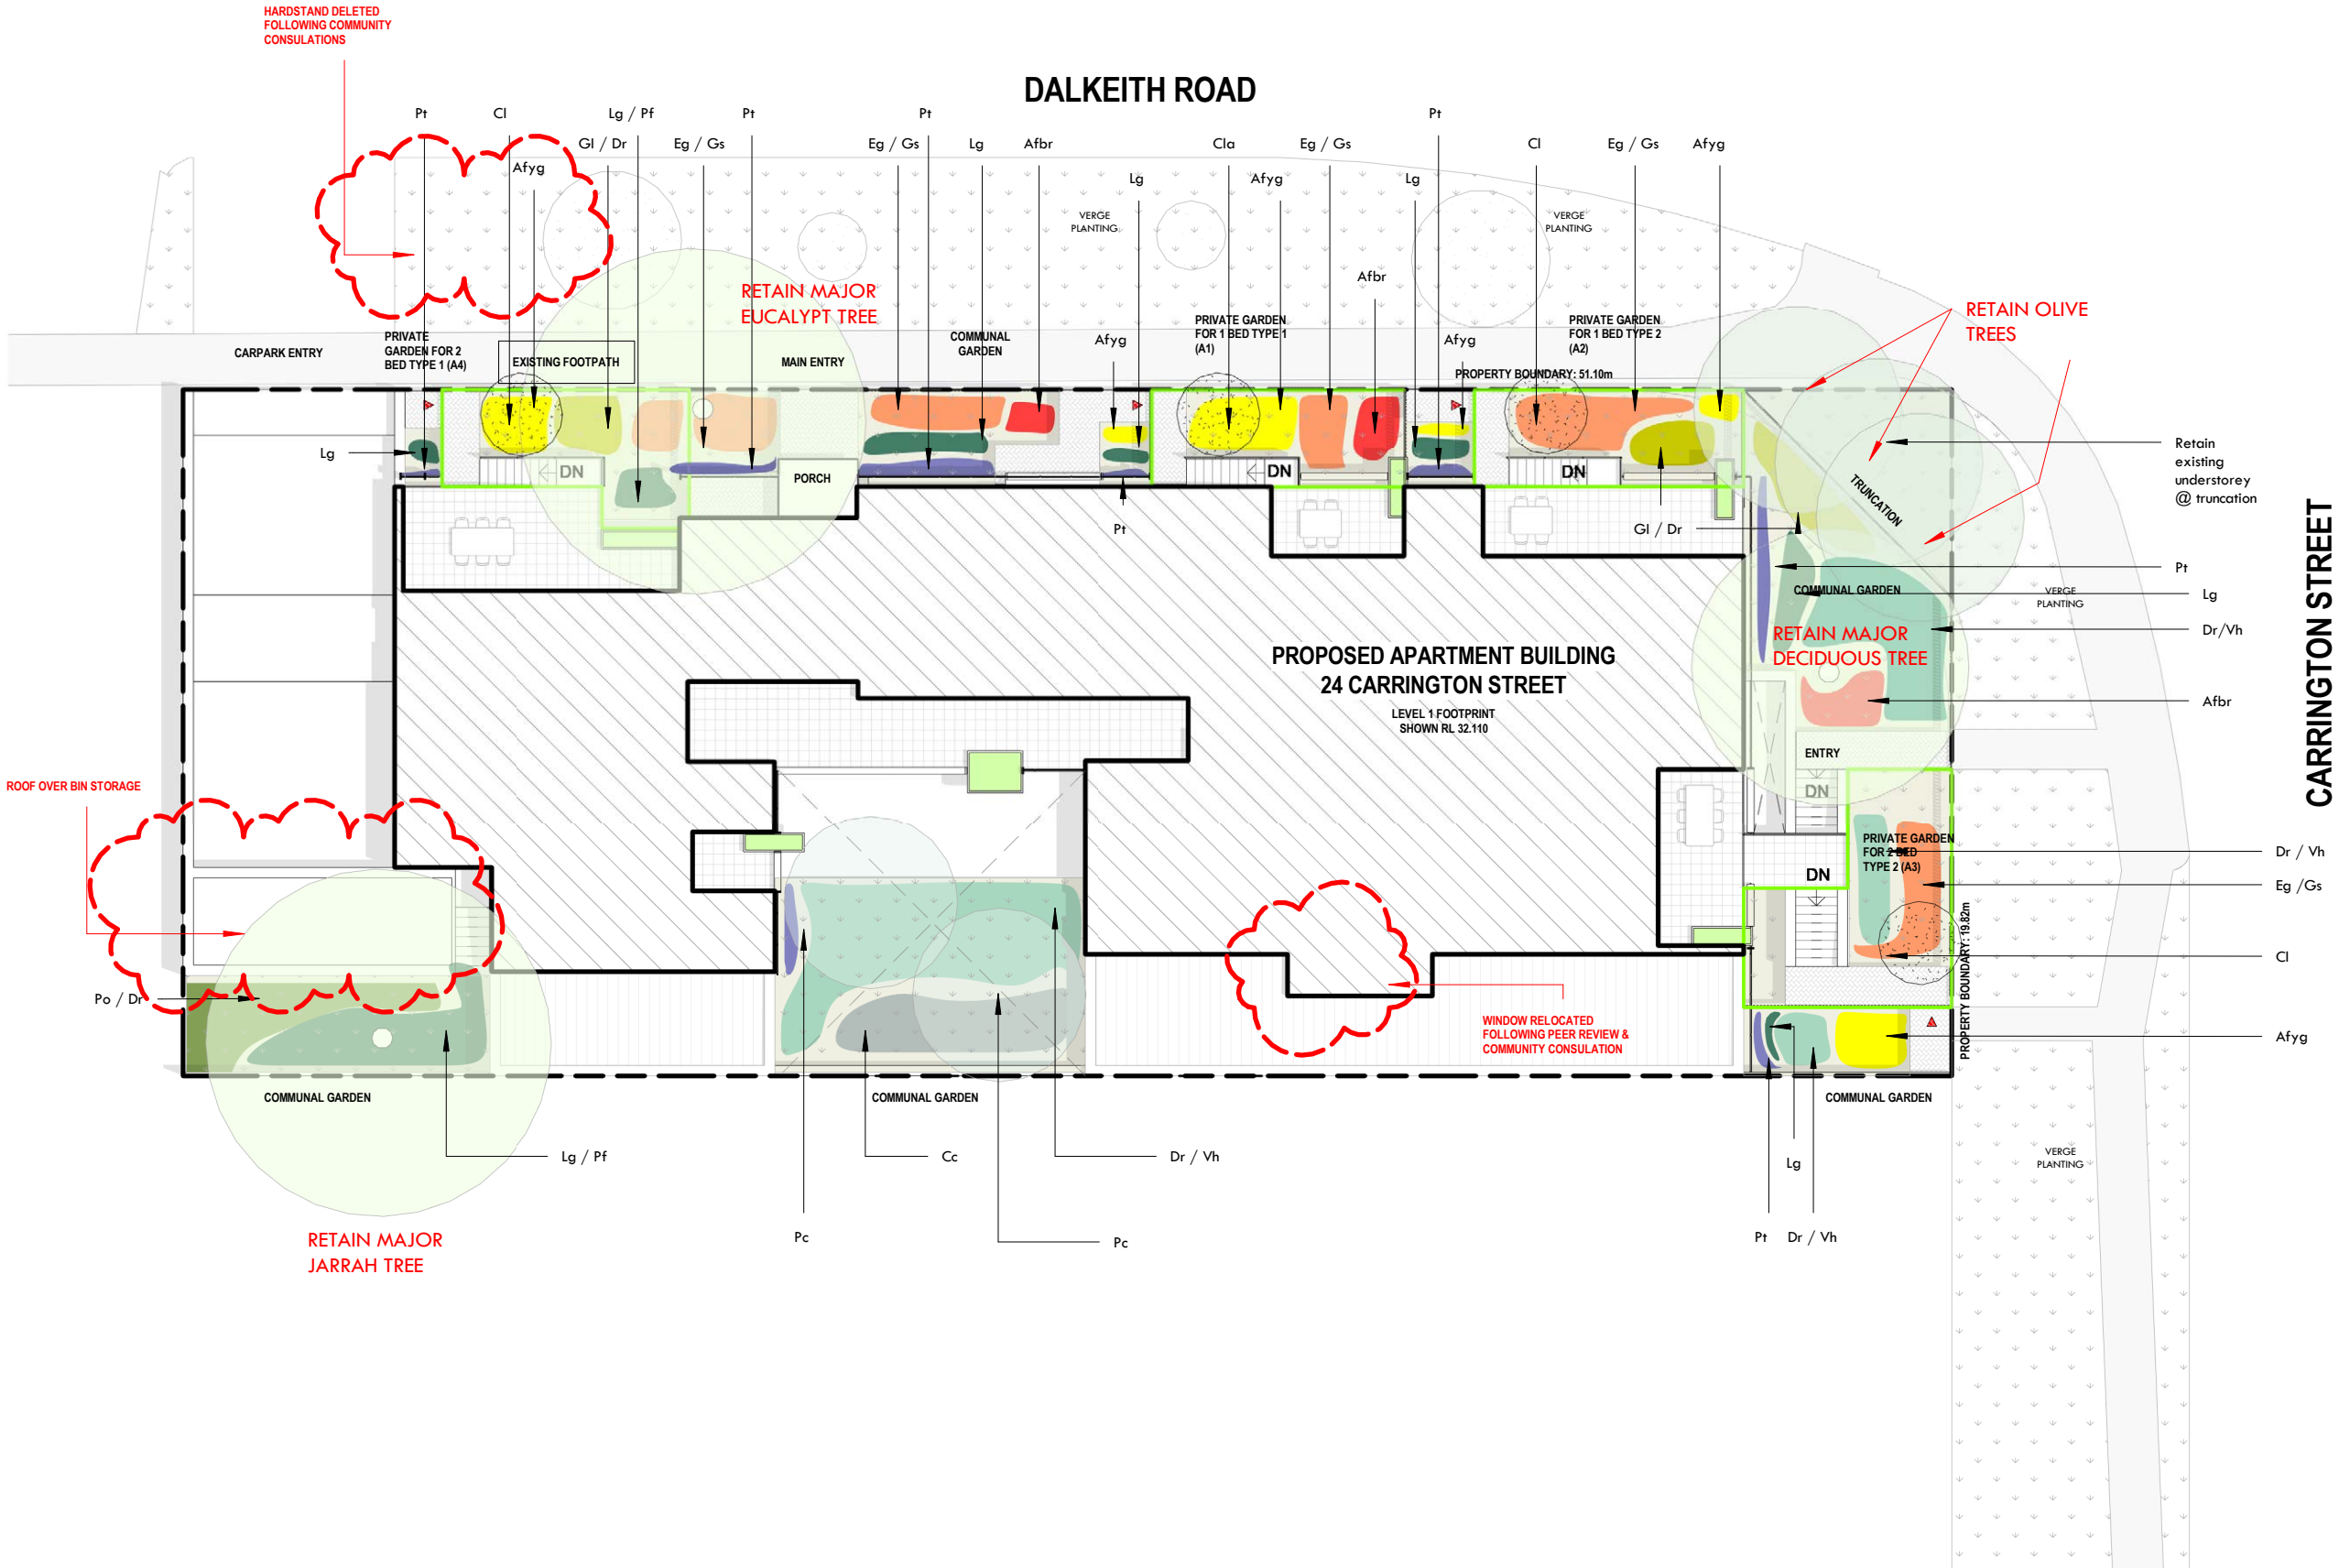 HARDSTAND DELETED
FOLLOWING COMMUNITY
CONSULATIONS
DALKEITH ROAD
Pt
Cl
Lg / Pf
Pt
Pt
Pt
Gl / Dr
Eg / Gs
Eg / Gs
Lg
Afbr
Cla
Eg / Gs
Cl
Eg / Gs
Afyg
Afyg
Lg
Afyg
Lg
VERGE
PLANTING
VERGE
PLANTING
Afbr
RETAIN MAJOR
EUCALYPT TREE
RETAIN OLIVE
TREES
PRIVATE
GARDEN FOR 2
BED TYPE 1 (A4)
CARPARK ENTRY
EXISTING FOOTPATH
MAIN ENTRY
COMMUNAL
GARDEN
Afyg
PRIVATE GARDEN
FOR 1 BED TYPE 1
(A1)
Afyg
PRIVATE GARDEN
FOR 1 BED TYPE 2
(A2)
PROPERTY BOUNDARY: 51.10m
Lg
DN
PORCH
DN
DN
TRUNCATION
Retain
existing
understorey
@ truncation
Pt
Gl / Dr
Pt
COMMUNAL GARDEN
Lg
VERGE
PLANTING
Dr/Vh
CARRINGTON STREET
RETAIN MAJOR
DECIDUOUS TREE
PROPOSED APARTMENT BUILDING
24 CARRINGTON STREET
LEVEL 1 FOOTPRINT
SHOWN RL 32.110
Afbr
ENTRY
DN
ROOF OVER BIN STORAGE
PRIVATE GARDEN
FOR 2 BED
TYPE 2 (A3)
DN
Dr / Vh
Eg /Gs
PROPERTY BOUNDARY: 19.82m
Cl
Po / Dr
WINDOW RELOCATED
FOLLOWING PEER REVIEW &
COMMUNITY CONSULATION
Afyg
COMMUNAL GARDEN
COMMUNAL GARDEN
COMMUNAL GARDEN
Lg / Pf
Cc
Dr / Vh
Lg
VERGE
PLANTING
Pc
Pc
Pt
Dr / Vh
RETAIN MAJOR
JARRAH TREE